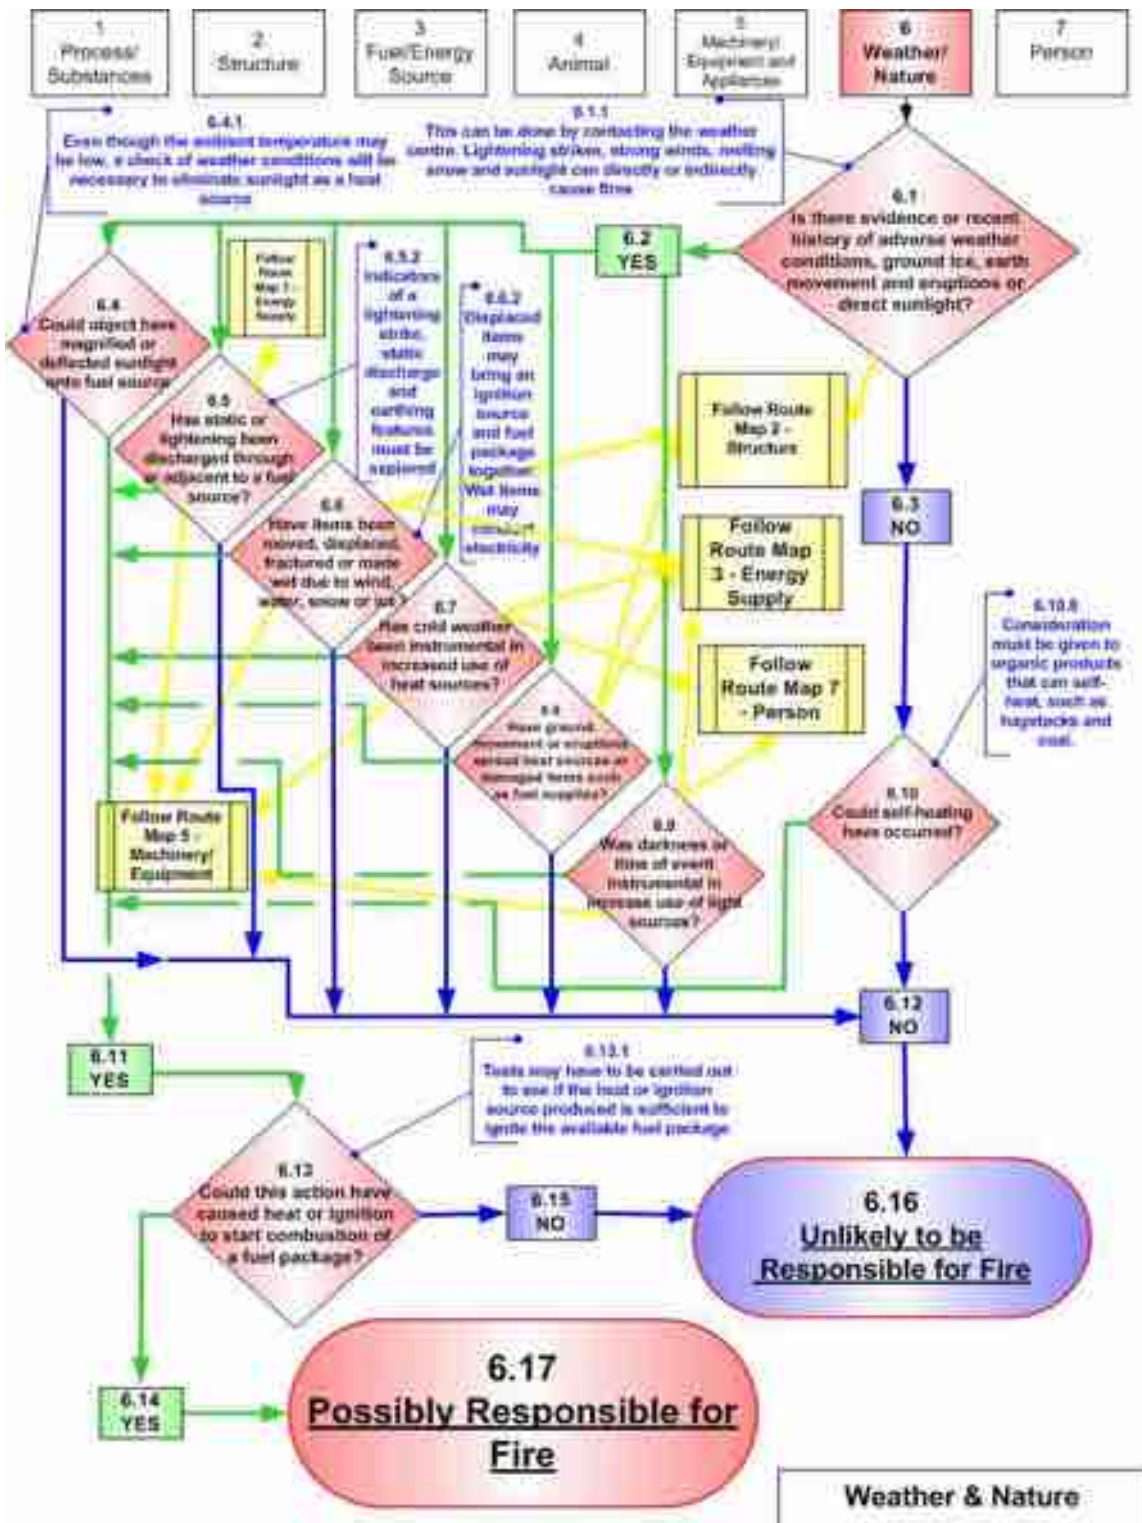 1
Process/
Substances
2
Structure
3
Fuel/Energy
Source
4
Animal
5
Machinery/
Equipment and
Appliances
6
Weather/
Nature
7
Person
6.4.1
Even though the ambient temperature may
be low, a check of weather conditions will be
necessary to eliminate sunlight as a heat
source
6.1.1
This can be done by contacting the weather
centre. Lightening strikes, strong winds, melting
snow and sunlight can directly or indirectly
cause fires
6.1
Is there evidence or recent
history of adverse weather
conditions, ground ice, earth
movement and eruptions or
direct sunlight?
6.2
YES
Follow
Route
Map
Energy
Supply
6.5.2
Indicators
of a
lightening
strike,
static
discharge
and
earthing
features
must be
explored
6.6.2
Displaced
items
may
bring an
ignition
source
and fuel
package
together.
Wet items
may
conduct
electricity
6.4
Could object have
magnified or
deflected sunlight
onto fuel source
6.5
Has static or
lightening been
discharged through
or adjacent to a fuel
source?
6.6
Have items been
moved, displaced,
fractured or made
wet due to wind,
water, snow or
6.7
Has cold weather
been instrumental in
increased use of
heat sources?
6.8
Have ground
movement or eruptions
spread heat sources or
damaged items such
as fuel supplies?
6.9
Was darkness or
time of event
instrumental in
increase use of light
sources?
Follow Route
Map 2 -
Structure
Follow
Route Map
3 - Energy
Supply
Follow
Route Map 7
- Person
6.3
NO
Consideration
must be given to
organic products
that can self-
heat, such as
haystacks and
coal.
6.10
Could self-heating
have occurred?
Follow Route
Map 5 -
Machinery/
Equipment
6.12
NO
6.11
YES
6.13.1
Tests may have to be carried out
to see if the heat or ignition
source produced is sufficient to
ignite the available fuel package
6.13
Could this action have
caused heat or ignition
to start combustion of
a fuel package?
6.15
NO
6.16
Unlikely to be
Responsible for Fire
6.14
YES
6.17
Possibly Responsible for
Fire
Weather & Nature